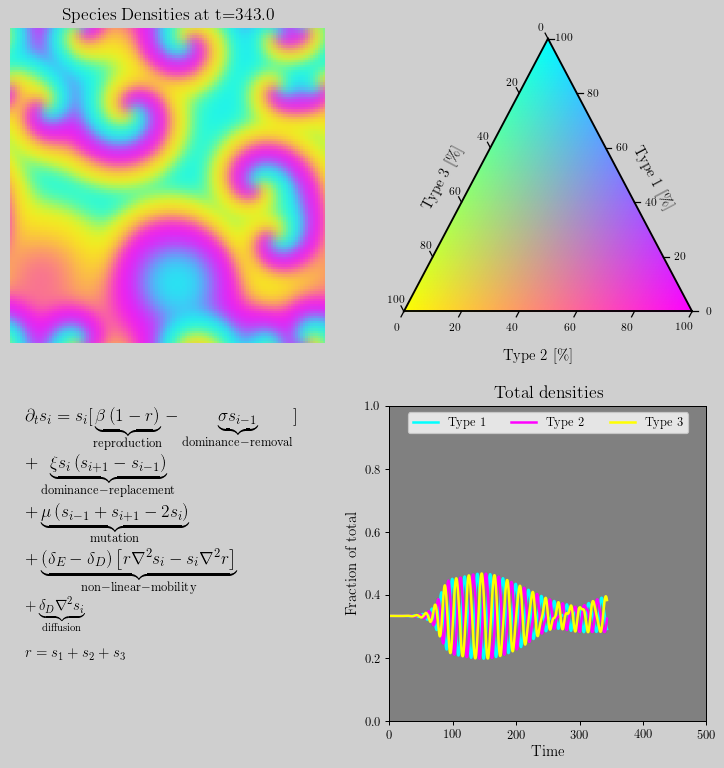 Species Densities at t=343.0
0
100
20
80
40
60
Type 3 [%]
Type 1 [%]
60
40
80
20
100
0
0
20
40
60
80
100
Type 2 [%]
∂ₜsᵢ = sᵢ[ β (1 − r) − σsᵢ₋₁ ]
reproduction dominance−removal
+ ξsᵢ (sᵢ₊₁ − sᵢ₋₁)
dominance−replacement
+ μ (sᵢ₋₁ + sᵢ₊₁ − 2sᵢ)
mutation
+ (δ_E − δ_D) [r∇²sᵢ − sᵢ∇²r]
non−linear−mobility
+ δ_D∇²sᵢ
diffusion
r = s₁ + s₂ + s₃
Total densities
Type 1 Type 2 Type 3
Fraction of total
1.0
0.8
0.6
0.4
0.2
0.0
0 100 200 300 400 500
Time